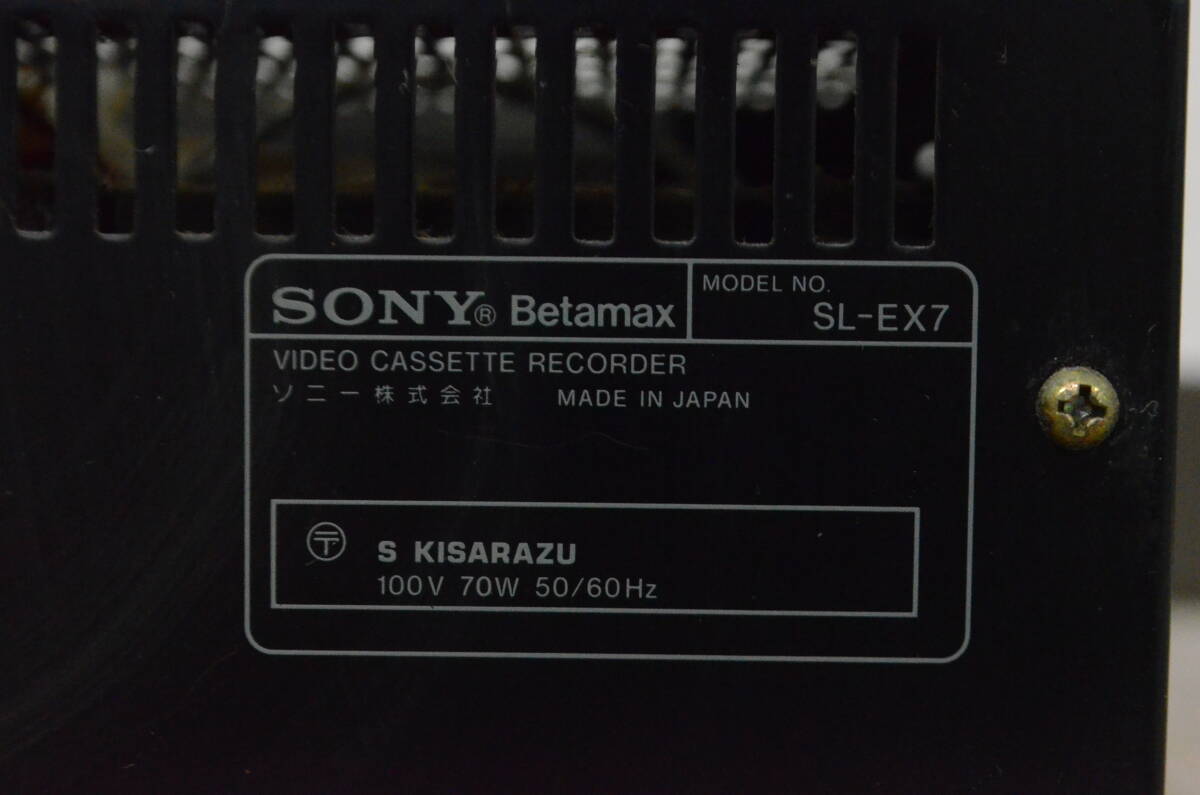 SONY® Betamax
MODEL NO.
SL-EX7
VIDEO CASSETTE RECORDER
ソニー株式会社 MADE IN JAPAN
〶 S KISARAZU
100V 70W 50/60Hz